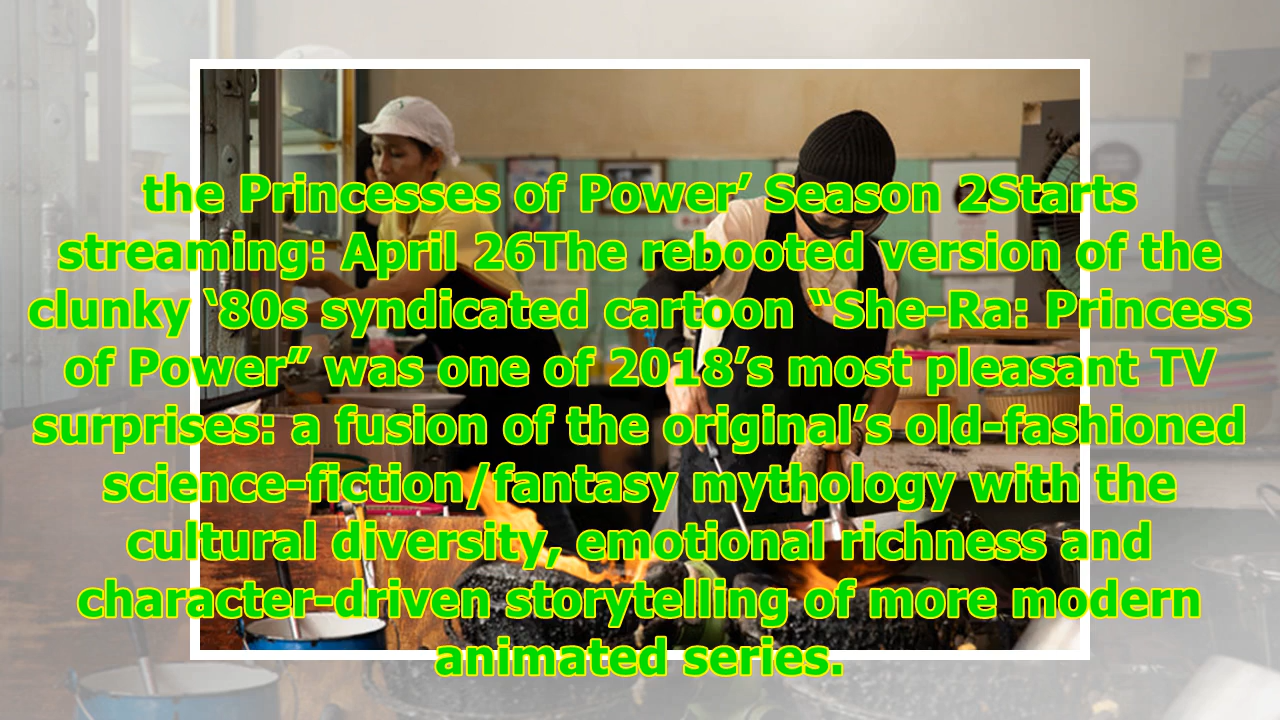 the Princesses of Power’ Season 2Starts
streaming: April 26The rebooted version of the
clunky ‘80s syndicated cartoon “She-Ra: Princess
of Power” was one of 2018’s most pleasant TV
surprises: a fusion of the original’s old-fashioned
science-fiction/fantasy mythology with the
cultural diversity, emotional richness and
character-driven storytelling of more modern
animated series.